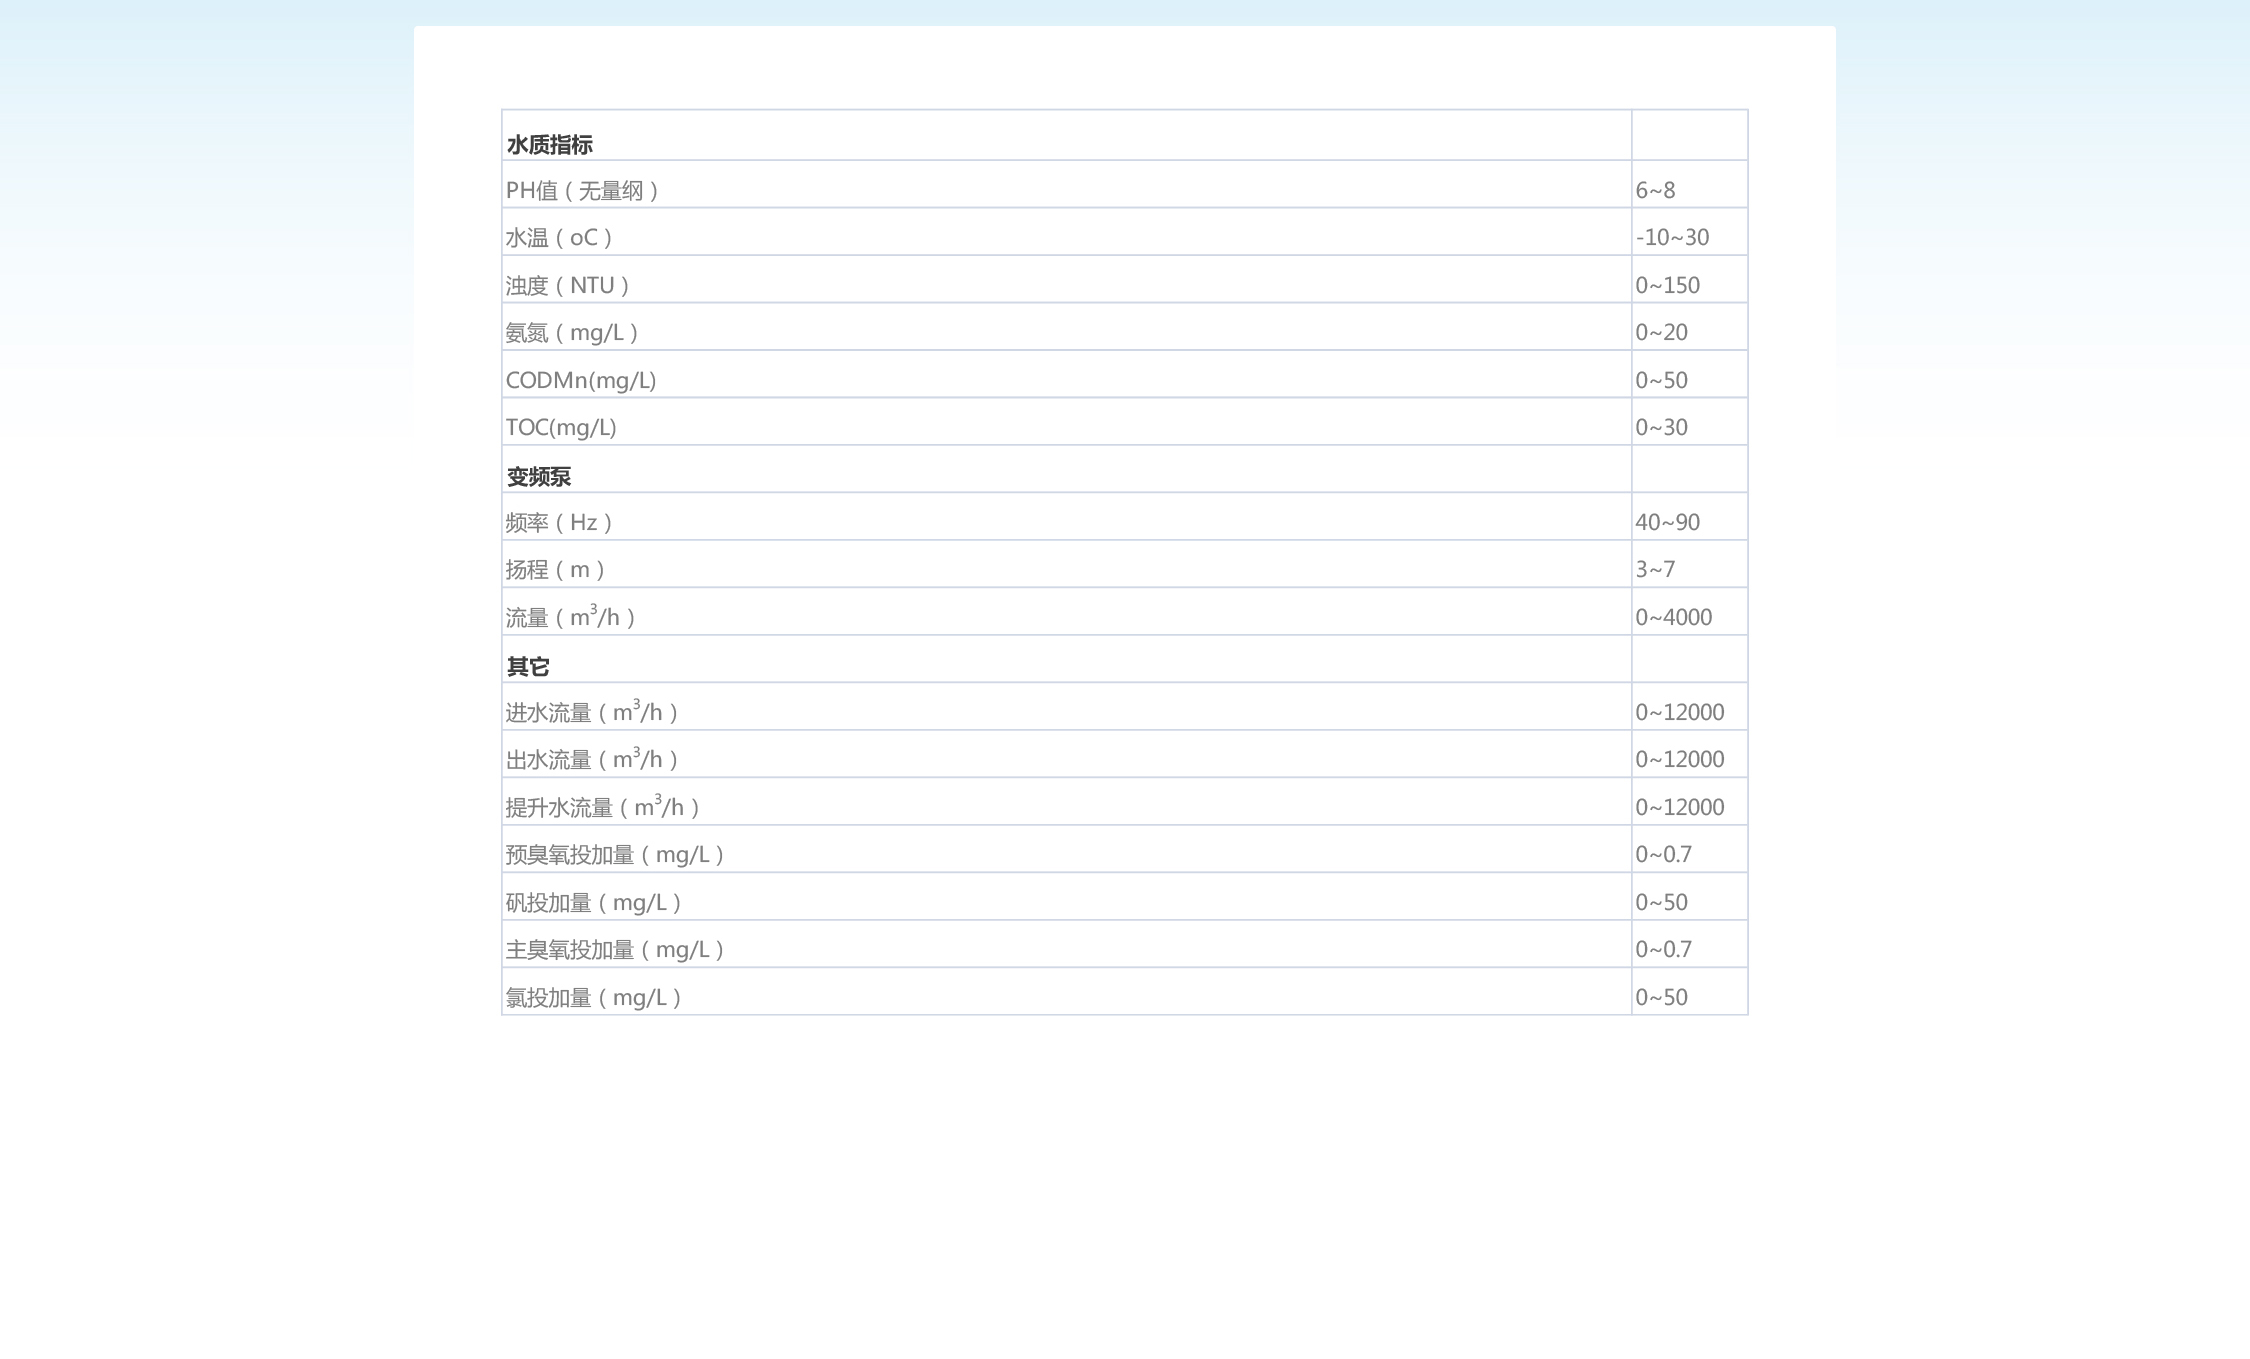 水质指标
PH值（无量纲） 6~8
水温（oC） -10~30
浊度（NTU） 0~150
氨氮（mg/L） 0~20
CODMn(mg/L) 0~50
TOC(mg/L) 0~30
变频泵
频率（Hz） 40~90
扬程（m） 3~7
流量（m³/h） 0~4000
其它
进水流量（m³/h） 0~12000
出水流量（m³/h） 0~12000
提升水流量（m³/h） 0~12000
预臭氧投加量（mg/L） 0~0.7
矾投加量（mg/L） 0~50
主臭氧投加量（mg/L） 0~0.7
氯投加量（mg/L） 0~50